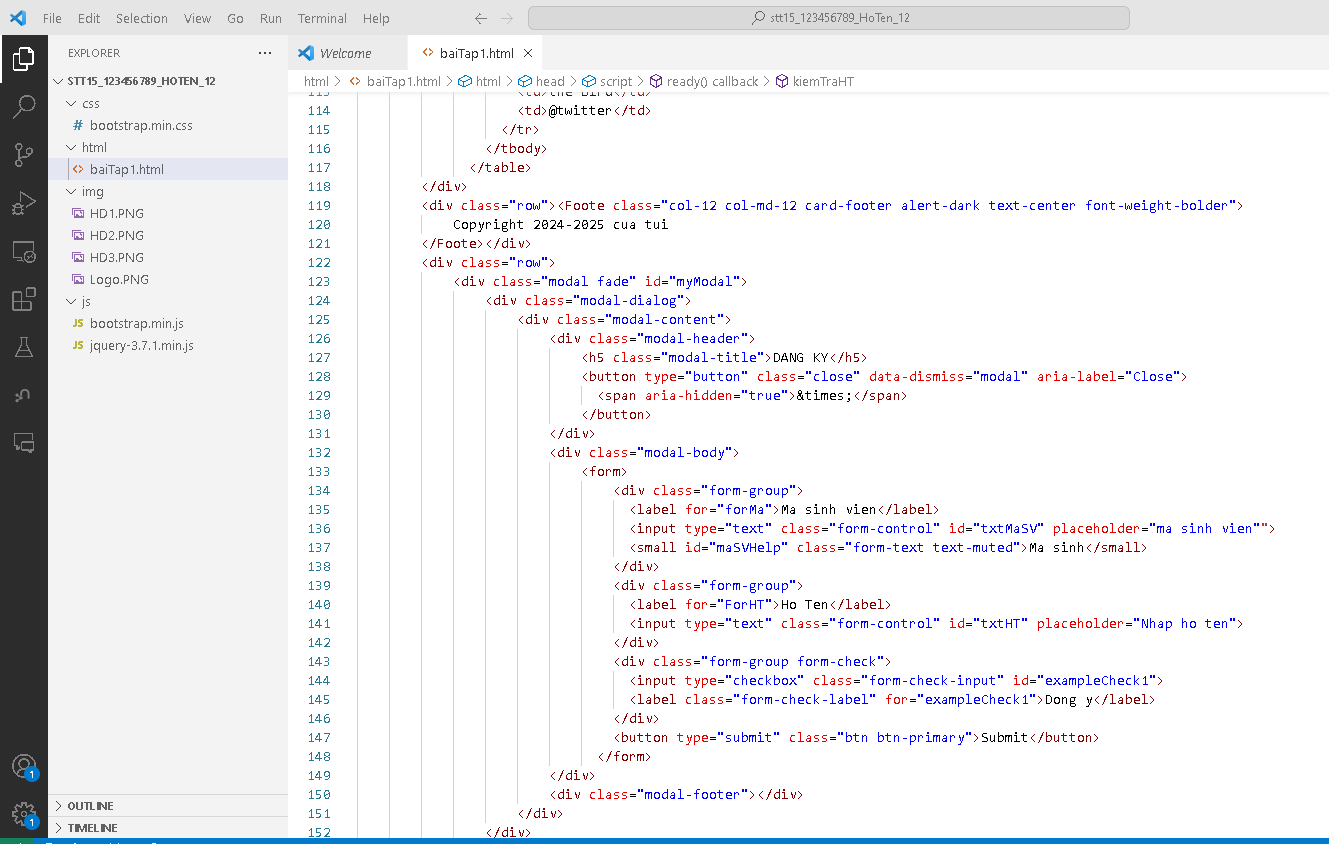 File Edit Selection View Go Run Terminal Help
stt15_123456789_HoTen_12
EXPLORER
STT15_123456789_HOTEN_12
css
# bootstrap.min.css
html
<> baiTap1.html
img
HD1.PNG
HD2.PNG
HD3.PNG
Logo.PNG
js
JS bootstrap.min.js
JS jquery-3.7.1.min.js
OUTLINE
TIMELINE
1
1
Welcome
<> baiTap1.html ×
html > <> baiTap1.html > html > head > script > ready() callback > kiemTraHT
113 <td>the Bird</td>
114 <td>@twitter</td>
115 </tr>
116 </tbody>
117 </table>
118 </div>
119 <div class="row"><Foote class="col-12 col-md-12 card-footer alert-dark text-center font-weight-bolder">
120 Copyright 2024-2025 cua tui
121 </Foote></div>
122 <div class="row">
123 <div class="modal fade" id="myModal">
124 <div class="modal-dialog">
125 <div class="modal-content">
126 <div class="modal-header">
127 <h5 class="modal-title">DANG KY</h5>
128 <button type="button" class="close" data-dismiss="modal" aria-label="Close">
129 <span aria-hidden="true">&times;</span>
130 </button>
131 </div>
132 <div class="modal-body">
133 <form>
134 <div class="form-group">
135 <label for="forMa">Ma sinh vien</label>
136 <input type="text" class="form-control" id="txtMaSV" placeholder="ma sinh vien"">
137 <small id="maSVHelp" class="form-text text-muted">Ma sinh</small>
138 </div>
139 <div class="form-group">
140 <label for="ForHT">Ho Ten</label>
141 <input type="text" class="form-control" id="txtHT" placeholder="Nhap ho ten">
142 </div>
143 <div class="form-group form-check">
144 <input type="checkbox" class="form-check-input" id="exampleCheck1">
145 <label class="form-check-label" for="exampleCheck1">Dong y</label>
146 </div>
147 <button type="submit" class="btn btn-primary">Submit</button>
148 </form>
149 </div>
150 <div class="modal-footer"></div>
151 </div>
152 </div>